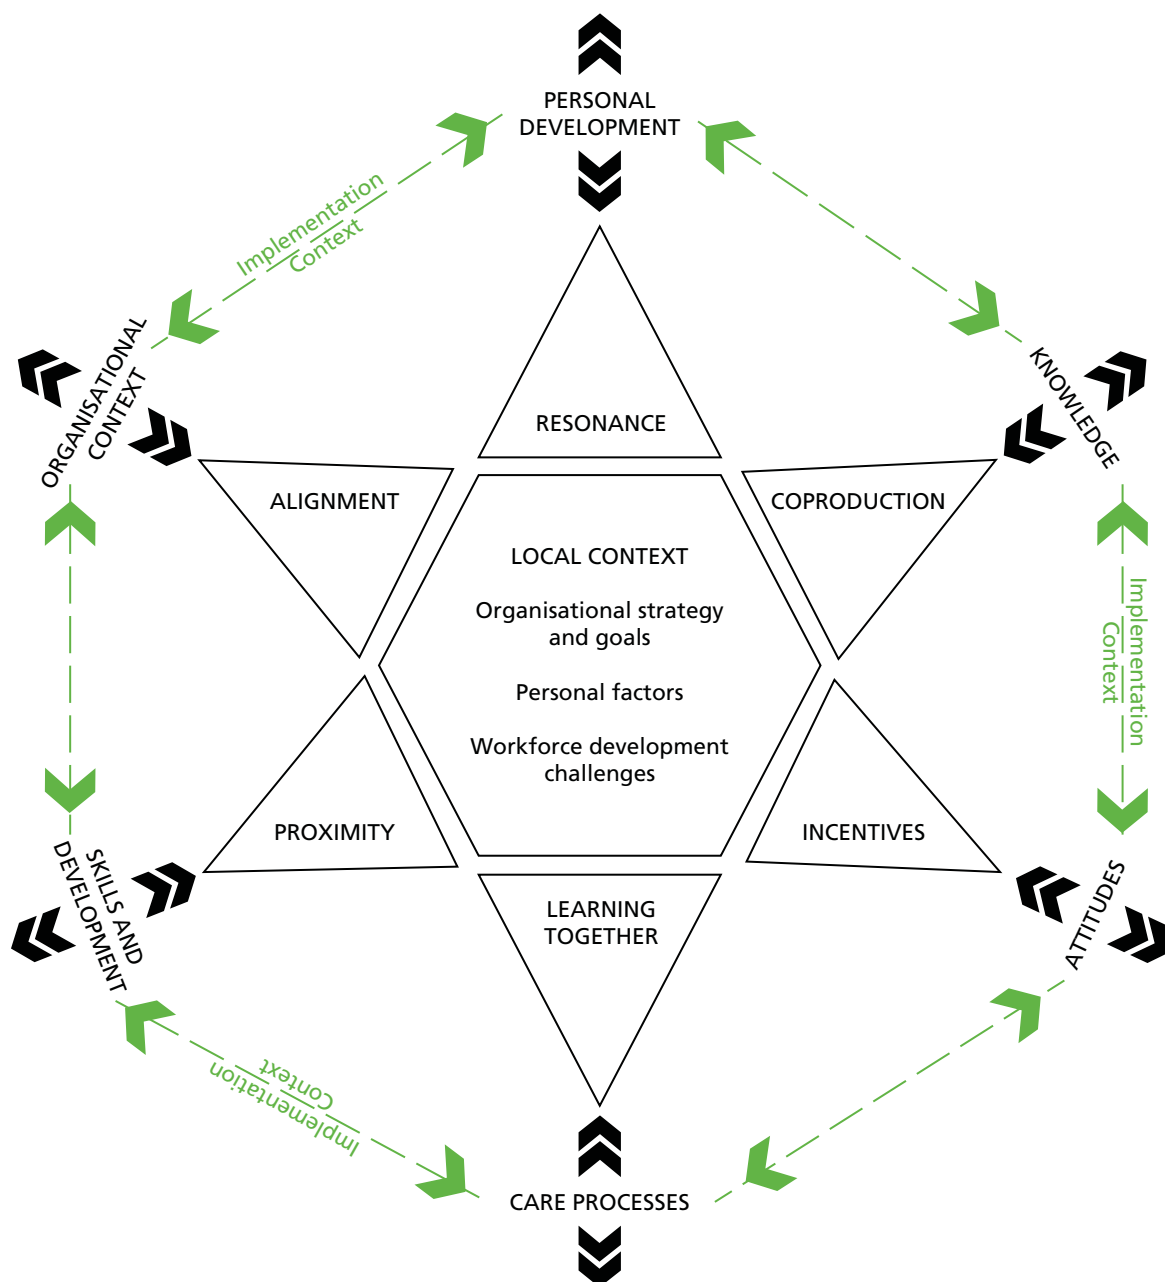 PERSONAL
DEVELOPMENT
Implementation
Context
ORGANISATIONAL
CONTEXT
KNOWLEDGE
RESONANCE
ALIGNMENT
COPRODUCTION
LOCAL CONTEXT
Organisational strategy
and goals
Personal factors
Workforce development
challenges
Implementation
Context
PROXIMITY
INCENTIVES
SKILLS AND
DEVELOPMENT
LEARNING
TOGETHER
ATTITUDES
Implementation
Context
CARE PROCESSES